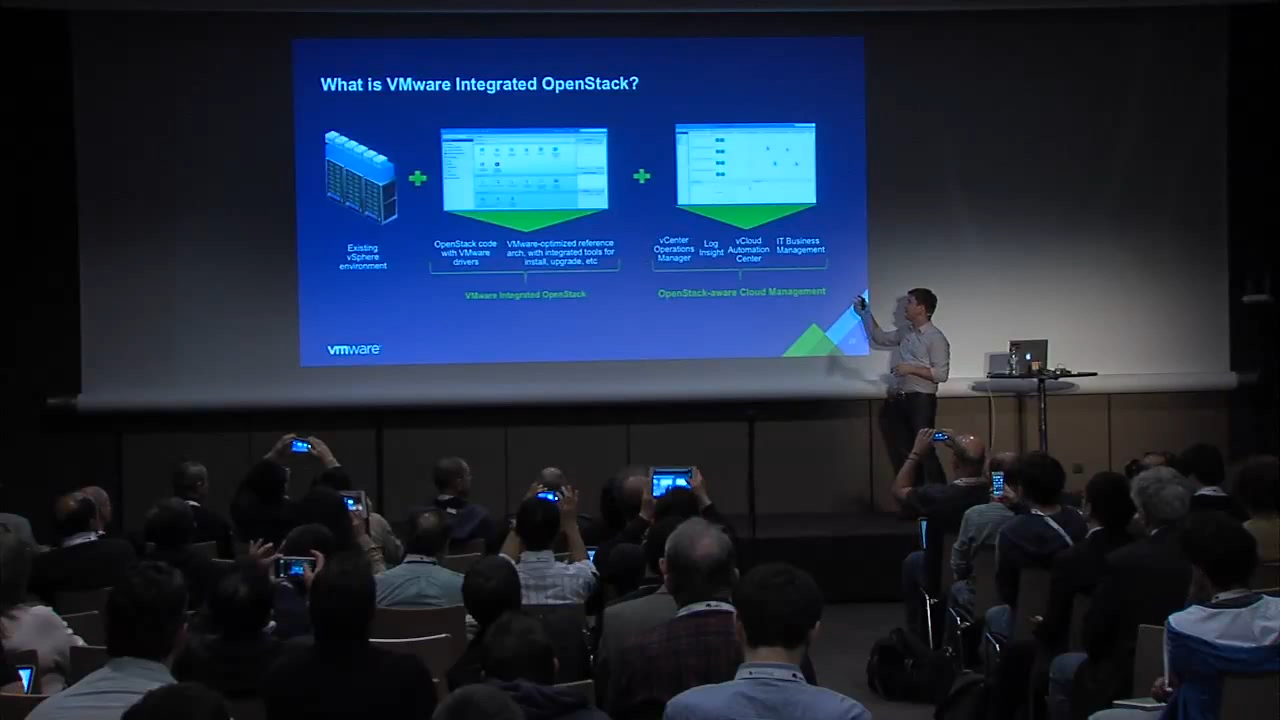 What is VMware Integrated OpenStack?
Existing
vSphere
environment
OpenStack code
with VMware
drivers
VMware-optimized reference
arch, with integrated tools for
install, upgrade, etc
vCenter
Operations
Manager
Log
Insight
vCloud
Automation
Center
IT Business
Management
VMware Integrated OpenStack
OpenStack-aware Cloud Management
vmware